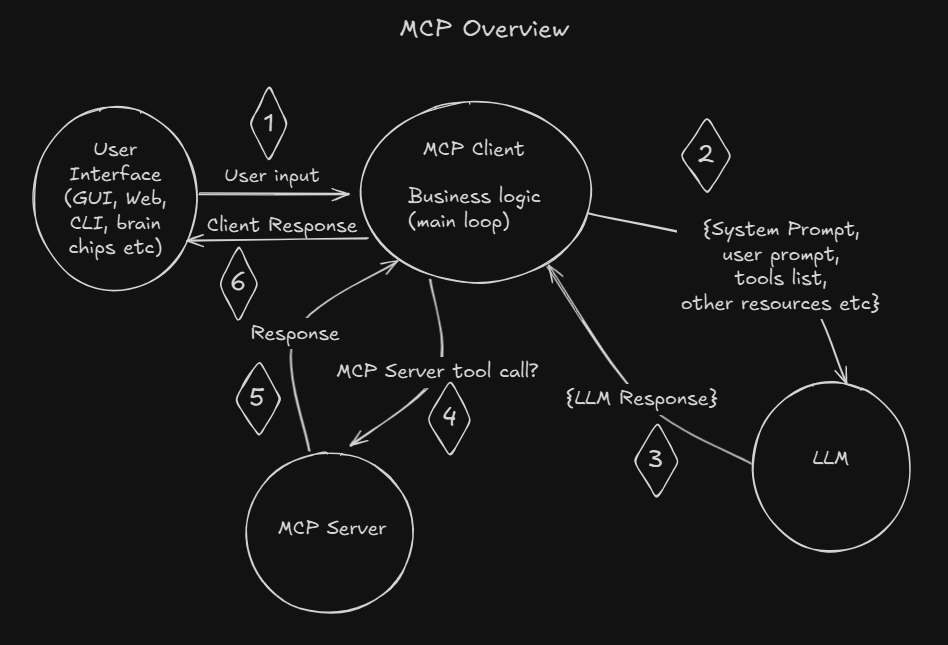 MCP Overview
1
User
Interface
(GUI, Web,
CLI, brain
chips etc)
User input
Client Response
6
MCP Client
Business logic
(main loop)
2
{System Prompt,
user prompt,
tools list,
other resources etc}
Response
5
MCP Server tool call?
4
{LLM Response}
3
LLM
MCP Server